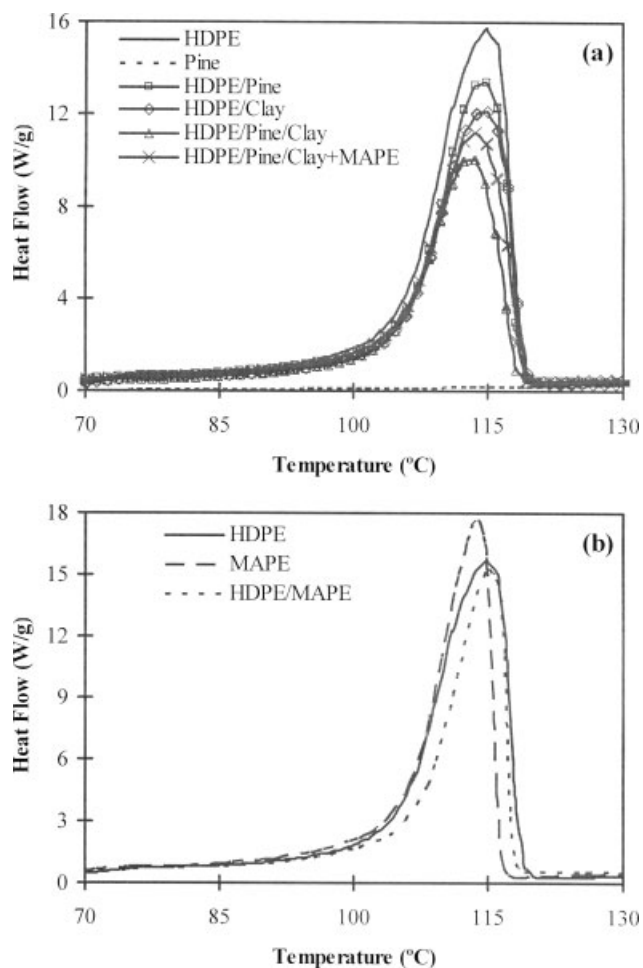 16
12
8
4
0
Heat Flow (W/g)
HDPE
Pine
HDPE/Pine
HDPE/Clay
HDPE/Pine/Clay
HDPE/Pine/Clay+MAPE
(a)
70 85 100 115 130
Temperature (ºC)
18
15
12
9
6
3
0
Heat Flow (W/g)
HDPE
MAPE
HDPE/MAPE
(b)
70 85 100 115 130
Temperature (ºC)